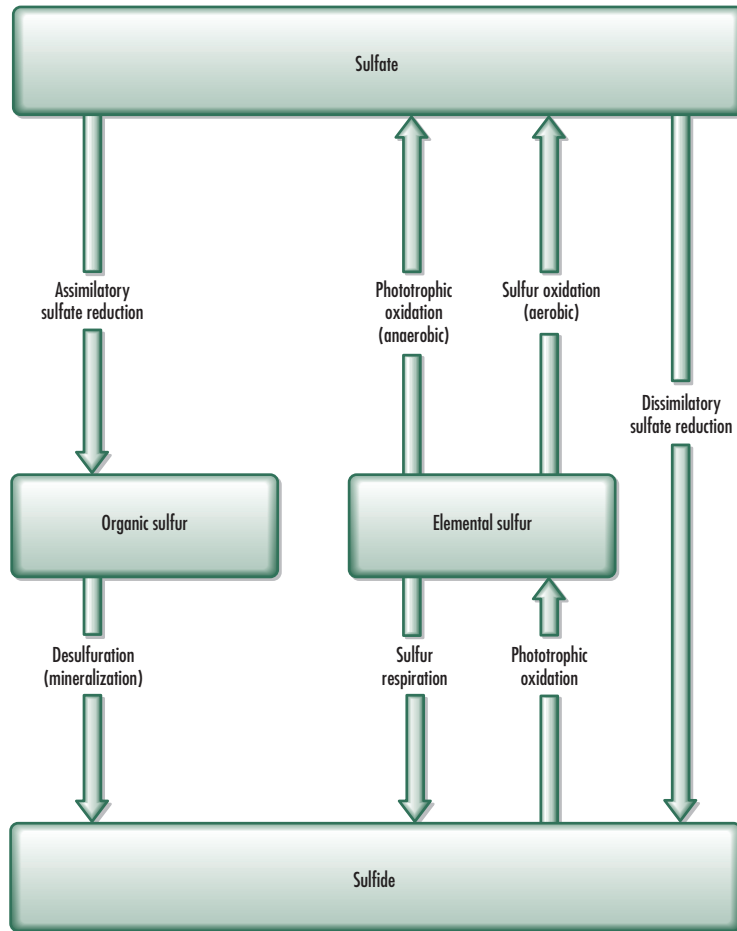 Sulfate
Assimilatory
sulfate reduction
Phototrophic
oxidation
(anaerobic)
Sulfur oxidation
(aerobic)
Dissimilatory
sulfate reduction
Organic sulfur
Elemental sulfur
Desulfuration
(mineralization)
Sulfur
respiration
Phototrophic
oxidation
Sulfide